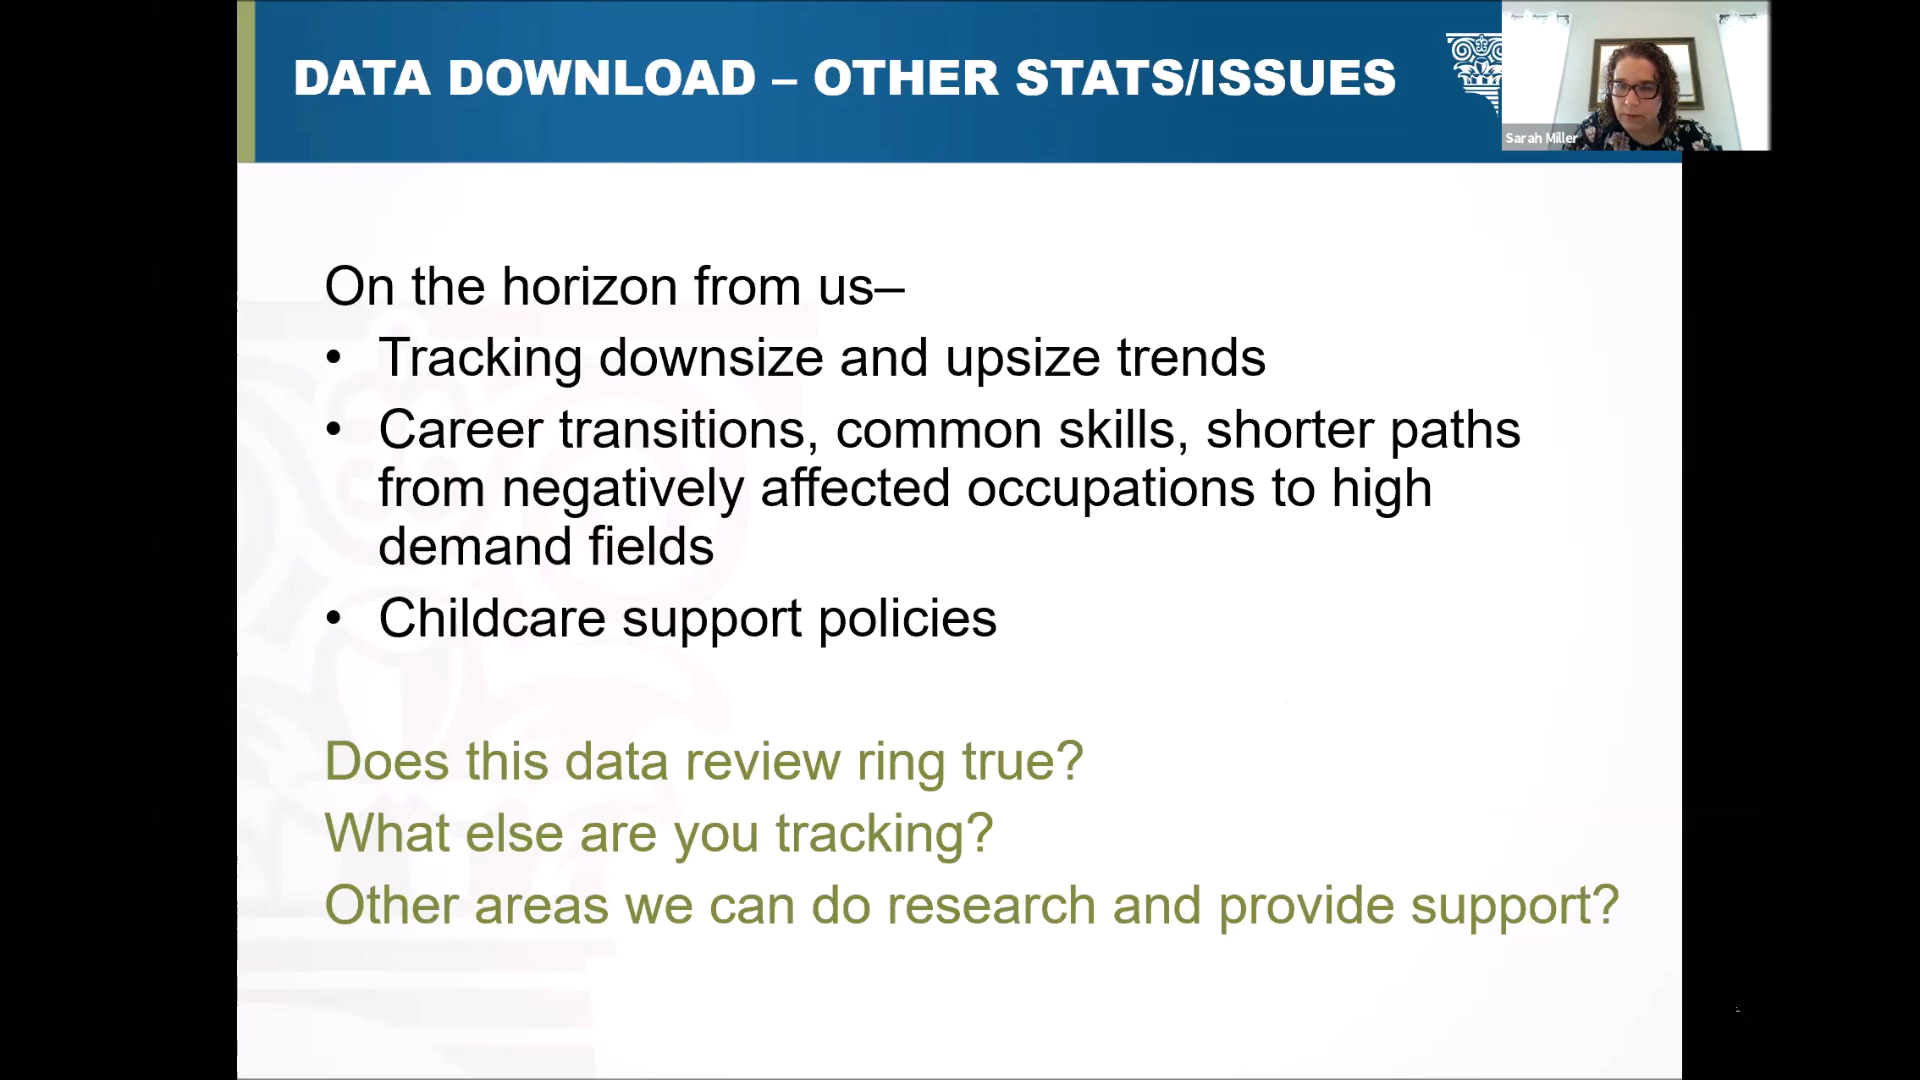 DATA DOWNLOAD – OTHER STATS/ISSUES
Sarah Miller
On the horizon from us–
• Tracking downsize and upsize trends
• Career transitions, common skills, shorter paths
from negatively affected occupations to high
demand fields
• Childcare support policies
Does this data review ring true?
What else are you tracking?
Other areas we can do research and provide support?